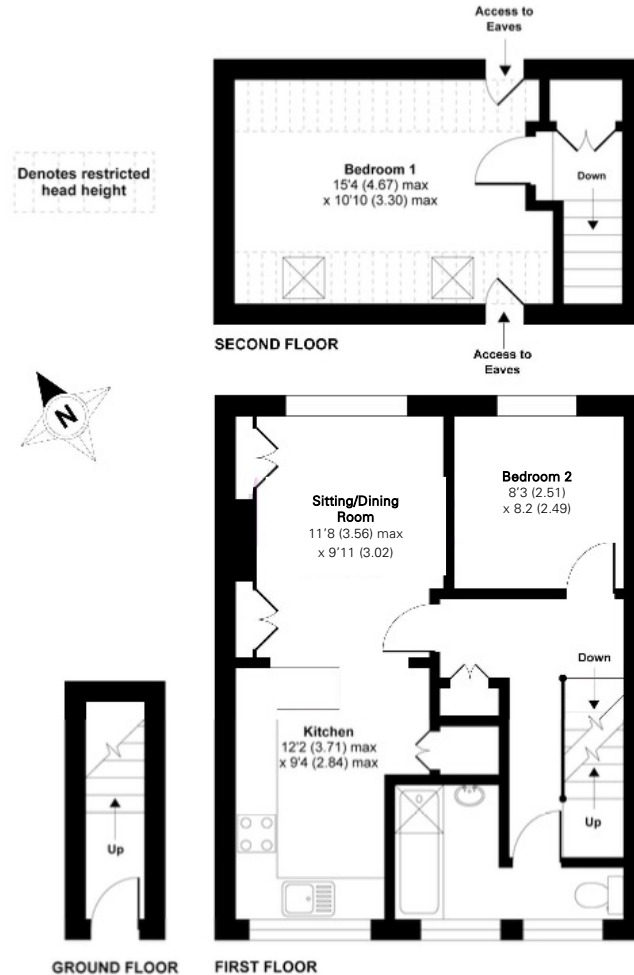 Access to
Eaves
Denotes restricted
head height
Bedroom 1
15'4 (4.67) max
x 10'10 (3.30) max
Down
SECOND FLOOR
Access to
Eaves
N
Sitting/Dining
Room
11'8 (3.56) max
x 9'11 (3.02)
Bedroom 2
8'3 (2.51)
x 8.2 (2.49)
Down
Kitchen
12'2 (3.71) max
x 9'4 (2.84) max
Up
Up
GROUND FLOOR
FIRST FLOOR